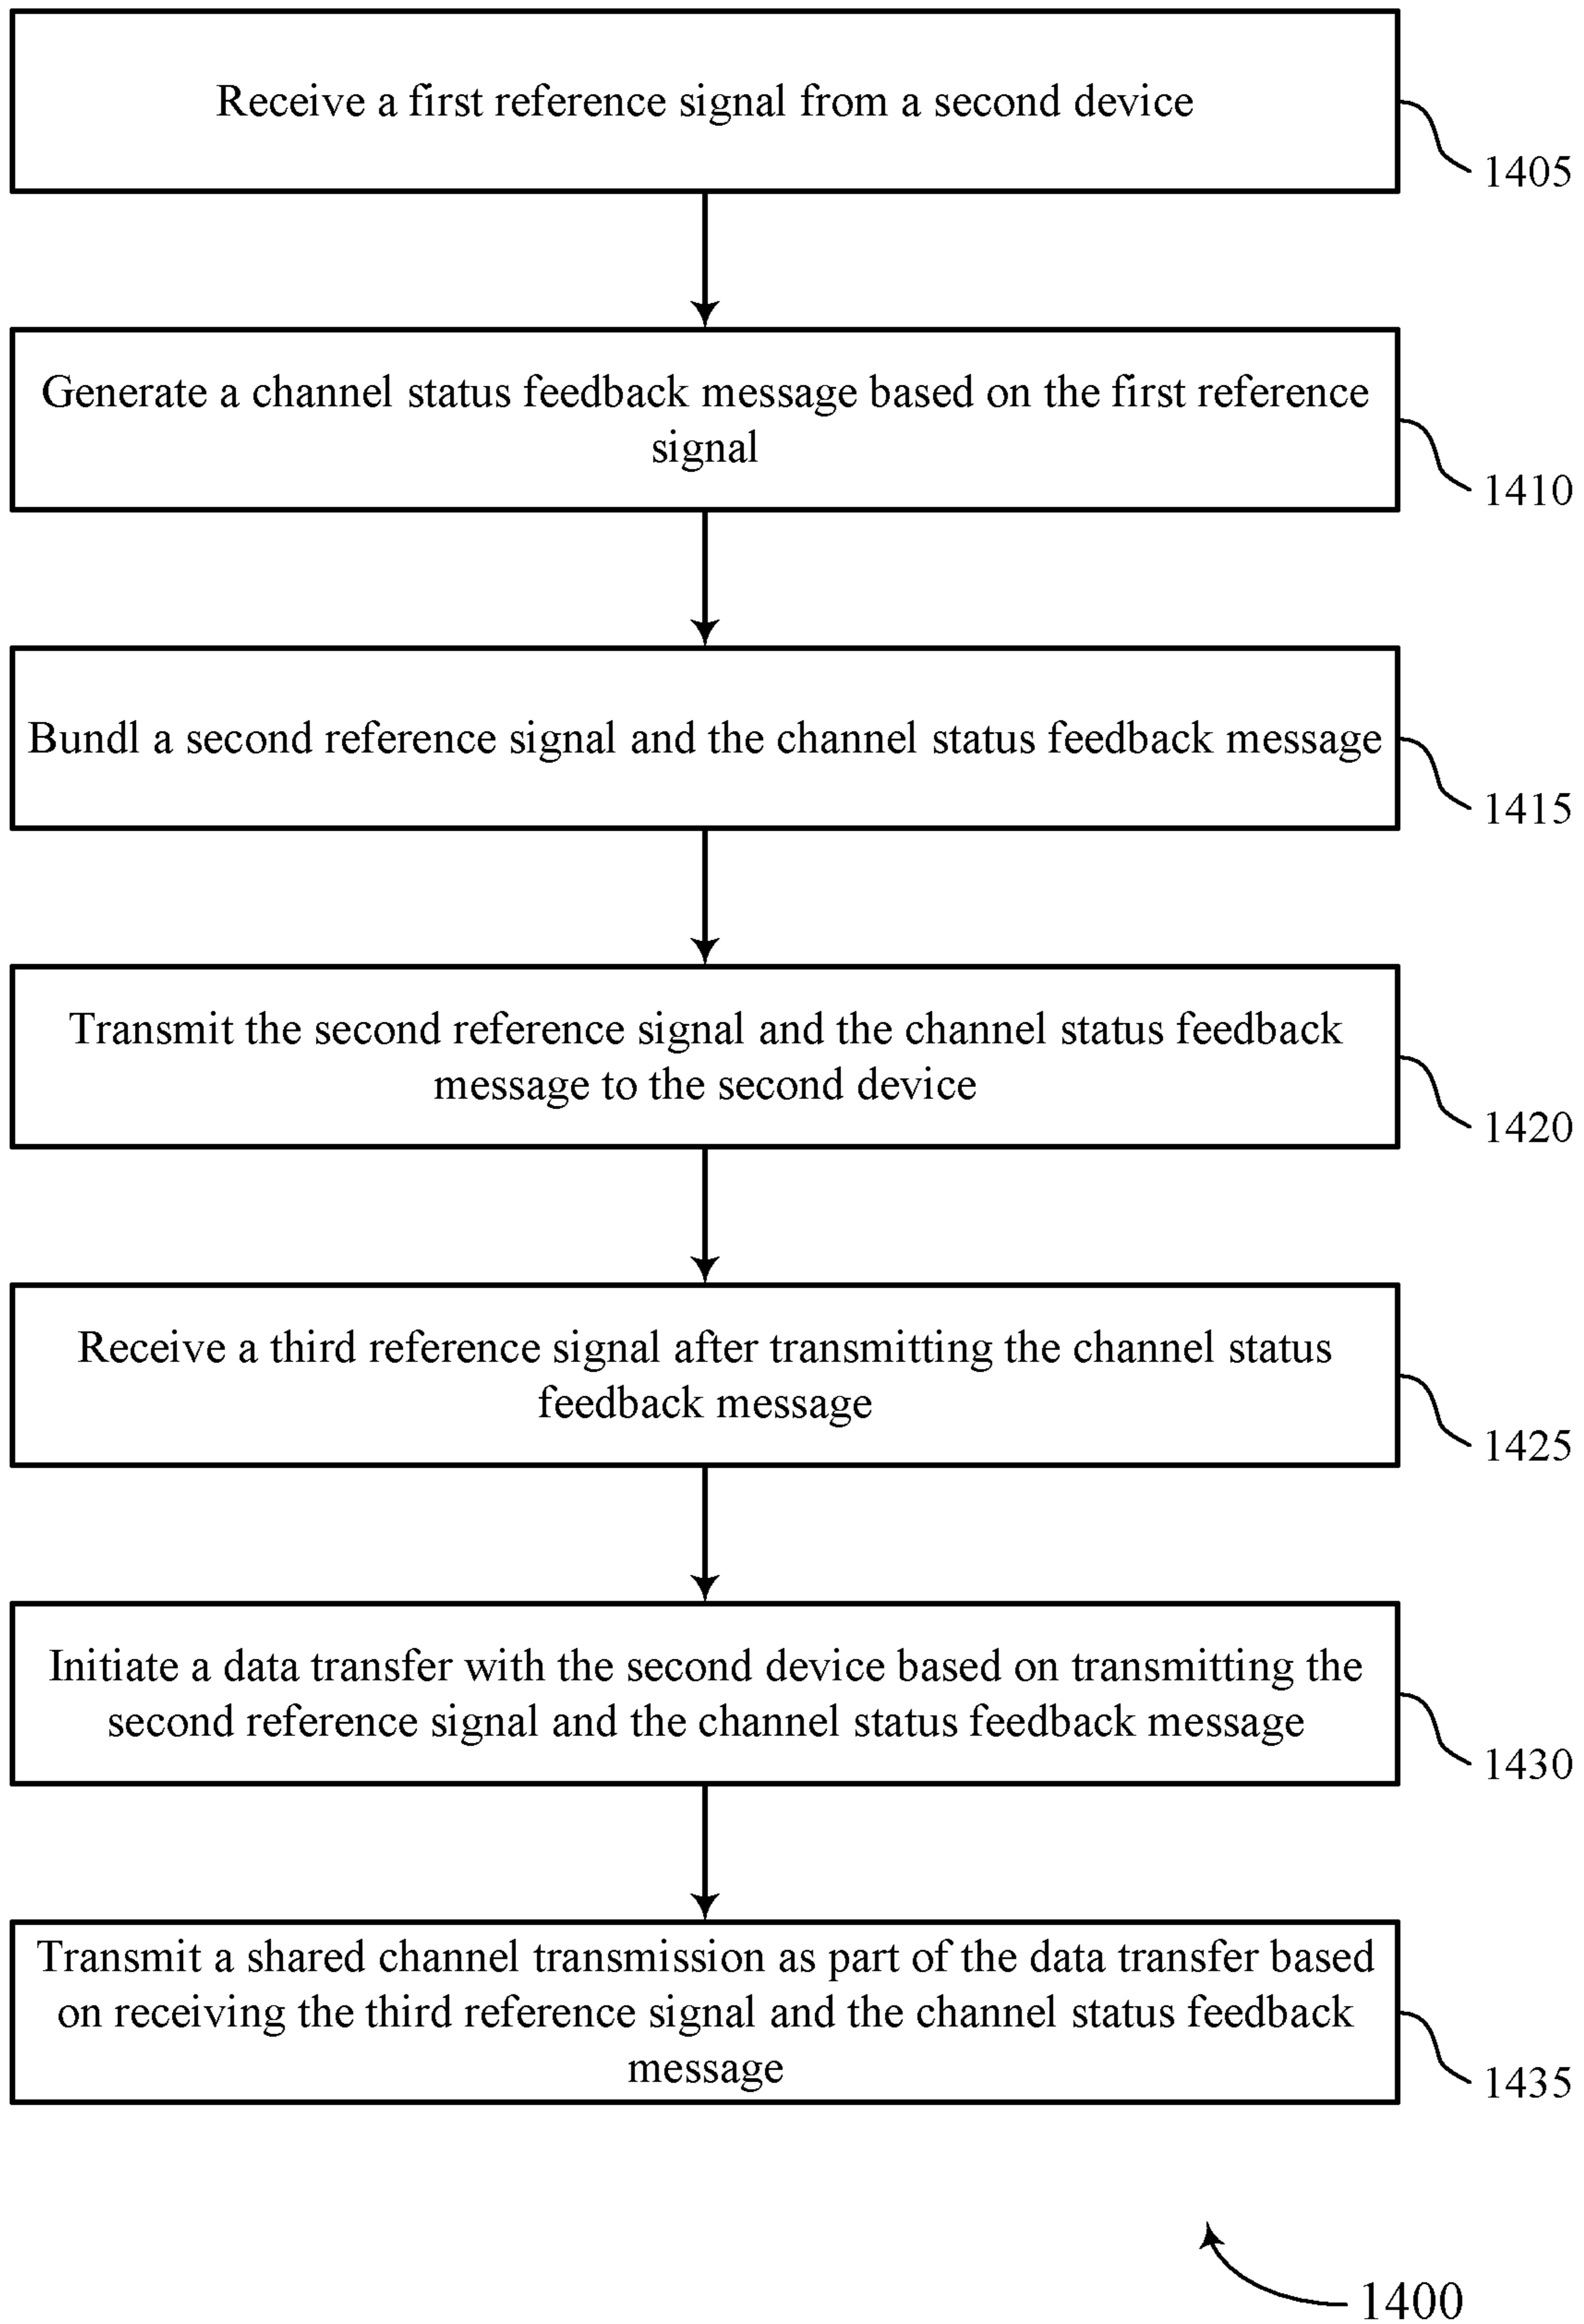 Receive a first reference signal from a second device
1405
Generate a channel status feedback message based on the first reference
signal
1410
Bundl a second reference signal and the channel status feedback message
1415
Transmit the second reference signal and the channel status feedback
message to the second device
1420
Receive a third reference signal after transmitting the channel status
feedback message
1425
Initiate a data transfer with the second device based on transmitting the
second reference signal and the channel status feedback message
1430
Transmit a shared channel transmission as part of the data transfer based
on receiving the third reference signal and the channel status feedback
message
1435
1400